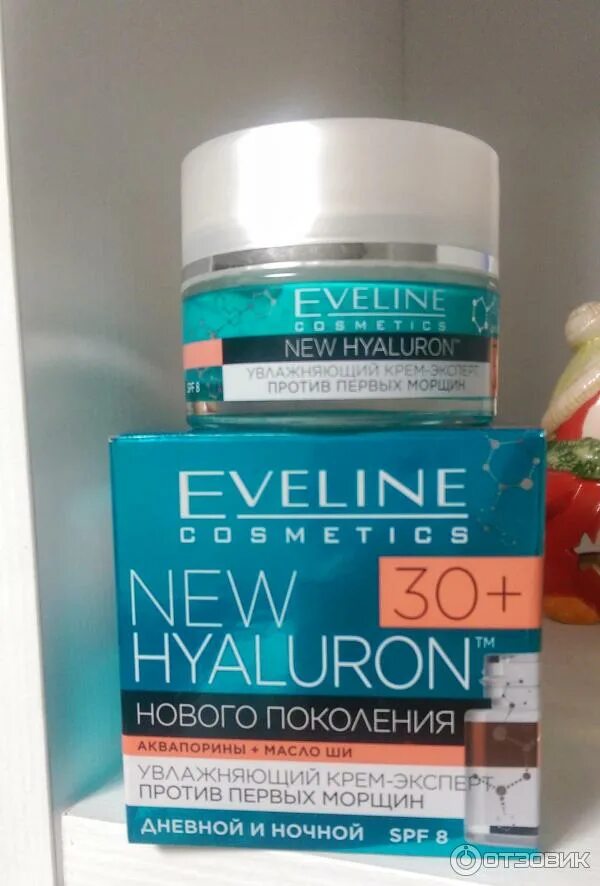 EVELINE
COSMETICS
NEW HYALURON™
УВЛАЖНЯЮЩИЙ КРЕМ-ЭКСПЕРТ
ПРОТИВ ПЕРВЫХ МОРЩИН
SPF 8
EVELINE
COSMETICS
30+
NEW
HYALURON™
НОВОГО ПОКОЛЕНИЯ
АКВАПОРИНЫ + МАСЛО ШИ
УВЛАЖНЯЮЩИЙ КРЕМ-ЭКСПЕРТ
ПРОТИВ ПЕРВЫХ МОРЩИН
ДНЕВНОЙ И НОЧНОЙ SPF 8
ОТЗОВИК